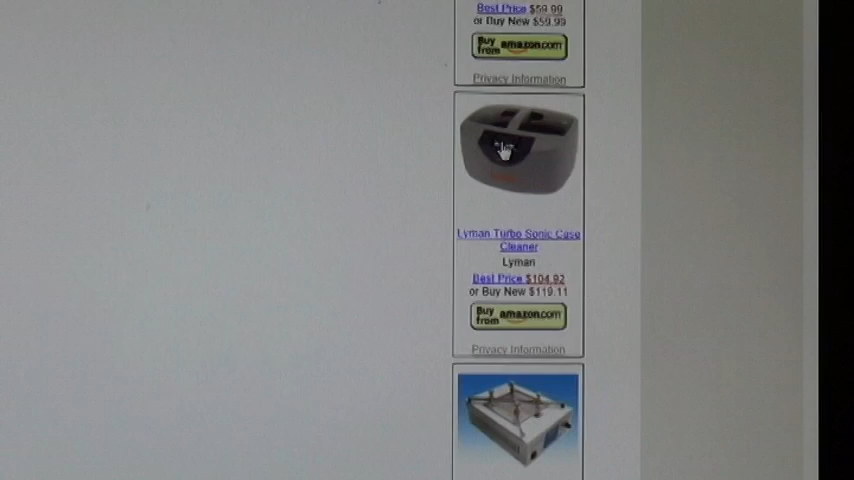 Best Price $59.99
or Buy New $59.99
Buy from amazon.com
Privacy Information
Lyman Turbo Sonic Case
Cleaner
Lyman
Best Price $104.92
or Buy New $119.11
Buy from amazon.com
Privacy Information